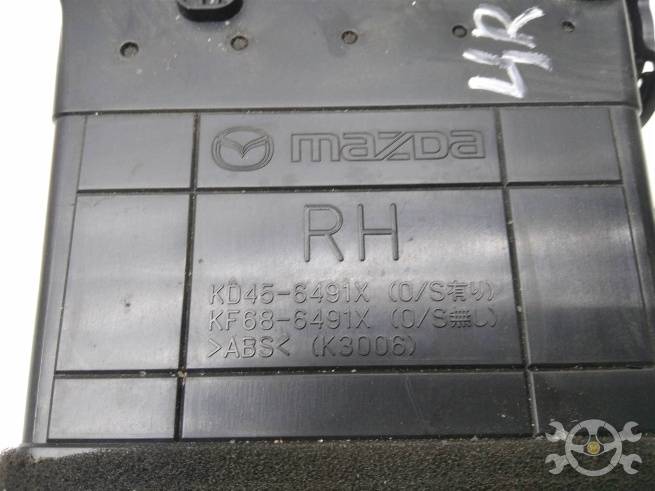 4R
mazda
RH
KD45-6491X (O/S有り)
KF68-6491X (O/S無し)
>ABS< (K3006)